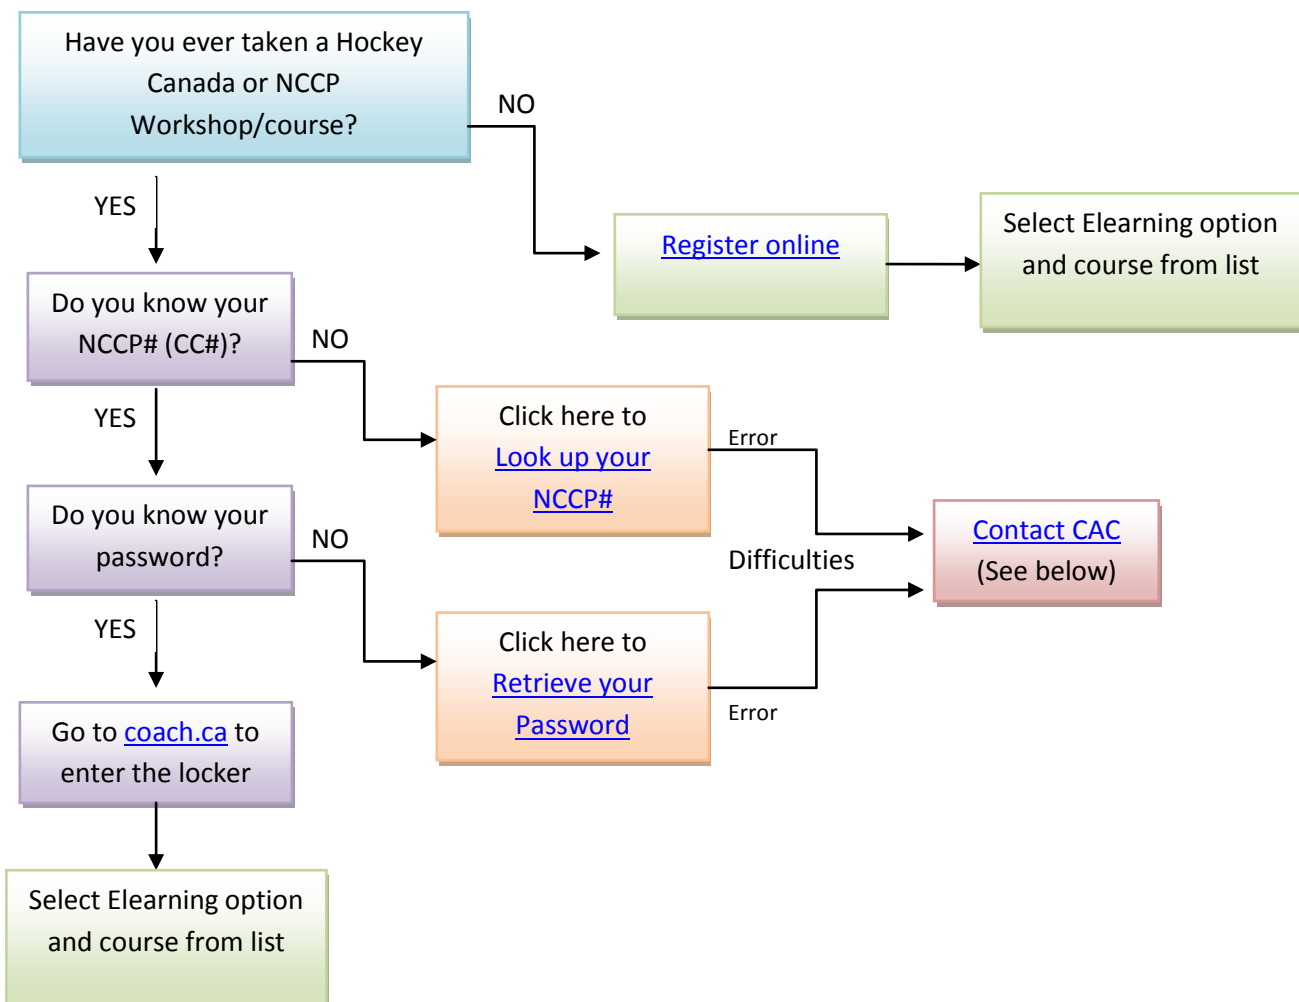 Have you ever taken a Hockey
Canada or NCCP
Workshop/course?
NO
YES
Register online
Select Elearning option
and course from list
Do you know your
NCCP# (CC#)?
NO
YES
Click here to
Look up your
NCCP#
Error
Do you know your
password?
NO
YES
Difficulties
Contact CAC
(See below)
Click here to
Retrieve your
Password
Error
Go to coach.ca to
enter the locker
Select Elearning option
and course from list